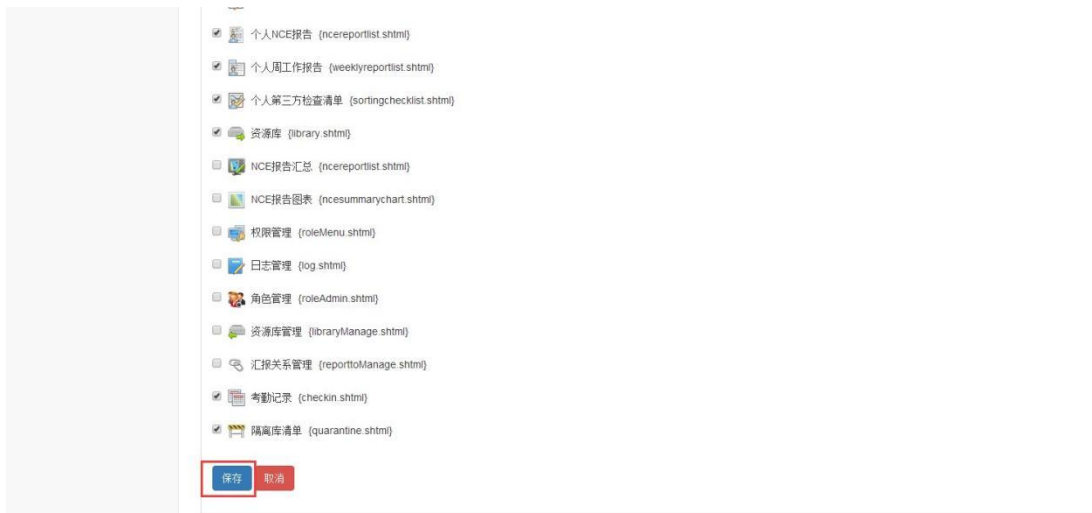 个人NCE报告 {ncereportlist.shtml}
个人周工作报告 {weeklyreportlist.shtml}
个人第三方检查清单 {sortingchecklist.shtml}
资源库 {library.shtml}
NCE报告汇总 {ncereportlist.shtml}
NCE报告图表 {ncesummarychart.shtml}
权限管理 {roleMenu.shtml}
日志管理 {log.shtml}
角色管理 {roleAdmin.shtml}
资源库管理 {libraryManage.shtml}
汇报关系管理 {reporttoManage.shtml}
考勤记录 {checkin.shtml}
隔离库清单 {quarantine.shtml}
保存 取消